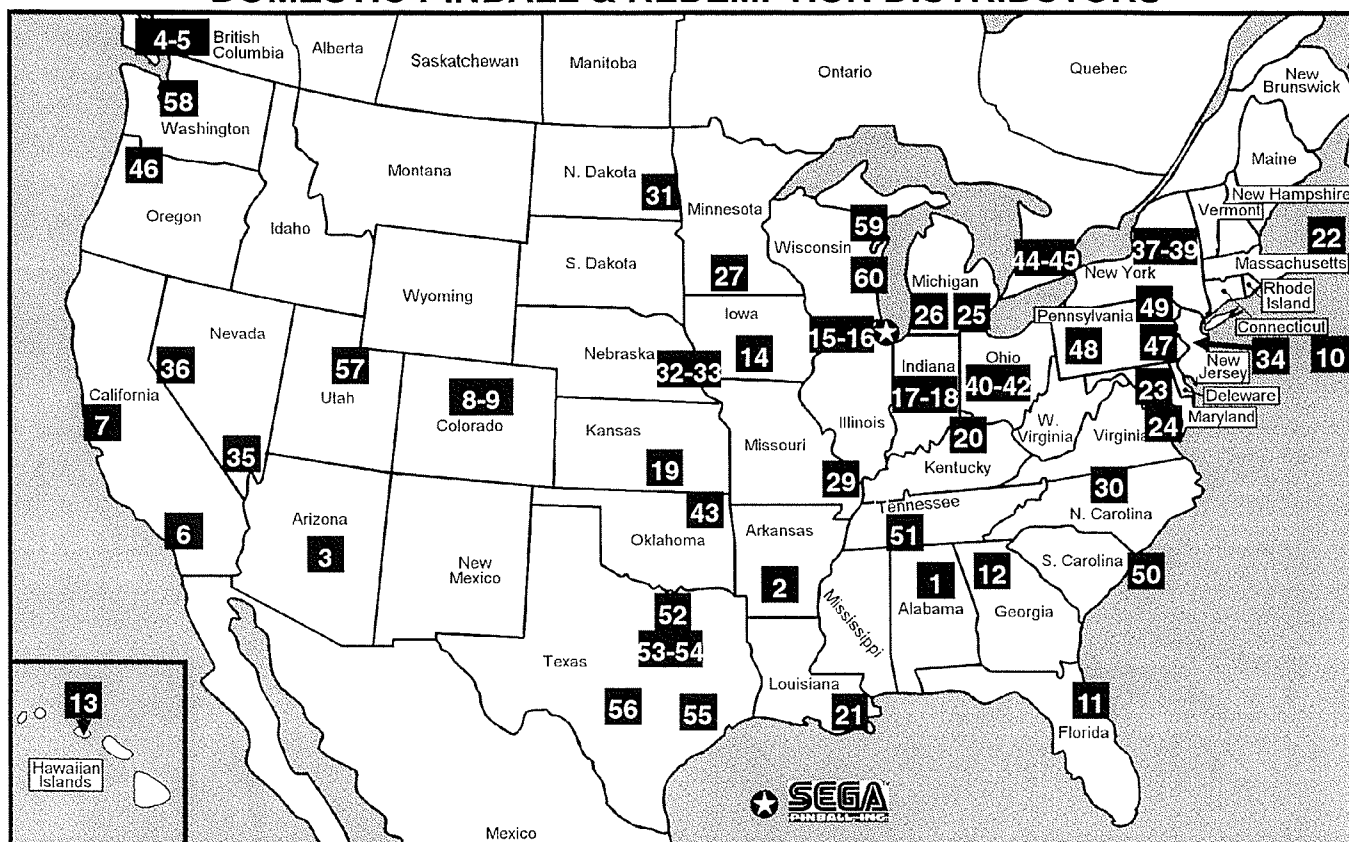 DOMESTIC PINBALL & REDEMPTION DISTRIBUTORS
4-5
British
Columbia
Alberta
Saskatchewan
Manitoba
Ontario
Quebec
New
Brunswick
58
Washington
46
Oregon
Idaho
Montana
N. Dakota
31
Minnesota
Maine
New Hampshire
Vermont
22
59
Wisconsin
60
Michigan
44-45
37-39
New York
Massachusetts
S. Dakota
27
Wyoming
26
25
Rhode
Island
Connecticut
Pennsylvania
49
Nevada
Iowa
15-16
14
Nebraska
32-33
48
47
34
10
New
Jersey
36
57
Utah
California
7
8-9
Colorado
Indiana
17-18
Ohio
40-42
23
Deleware
Maryland
24
Kansas
19
Missouri
Illinois
20
Kentucky
W.
Virginia
Virginia
35
29
Tennessee
30
N. Carolina
6
Arizona
3
New
Mexico
43
Oklahoma
Arkansas
2
51
S. Carolina
50
1
Alabama
12
Georgia
Mississippi
52
53-54
Texas
56
55
Louisiana
21
11
Florida
13
Hawaiian
Islands
Mexico
SEGA™
PINBALL, INC.